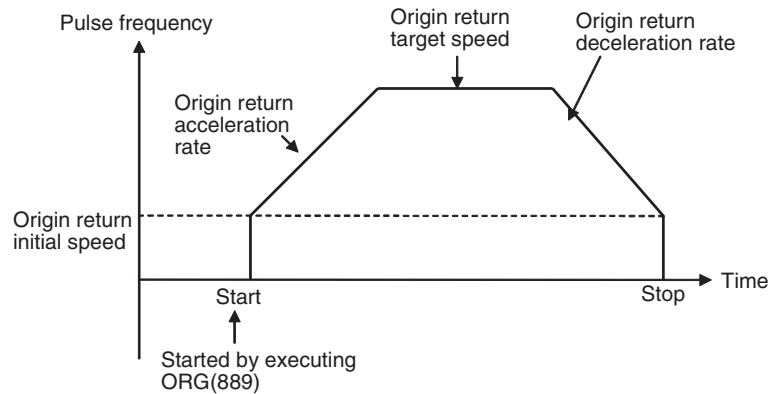 Pulse frequency
Origin return
target speed
Origin return
deceleration rate
Origin return
acceleration
rate
Origin return
initial speed
Start
Stop
Time
Started by executing
ORG(889)